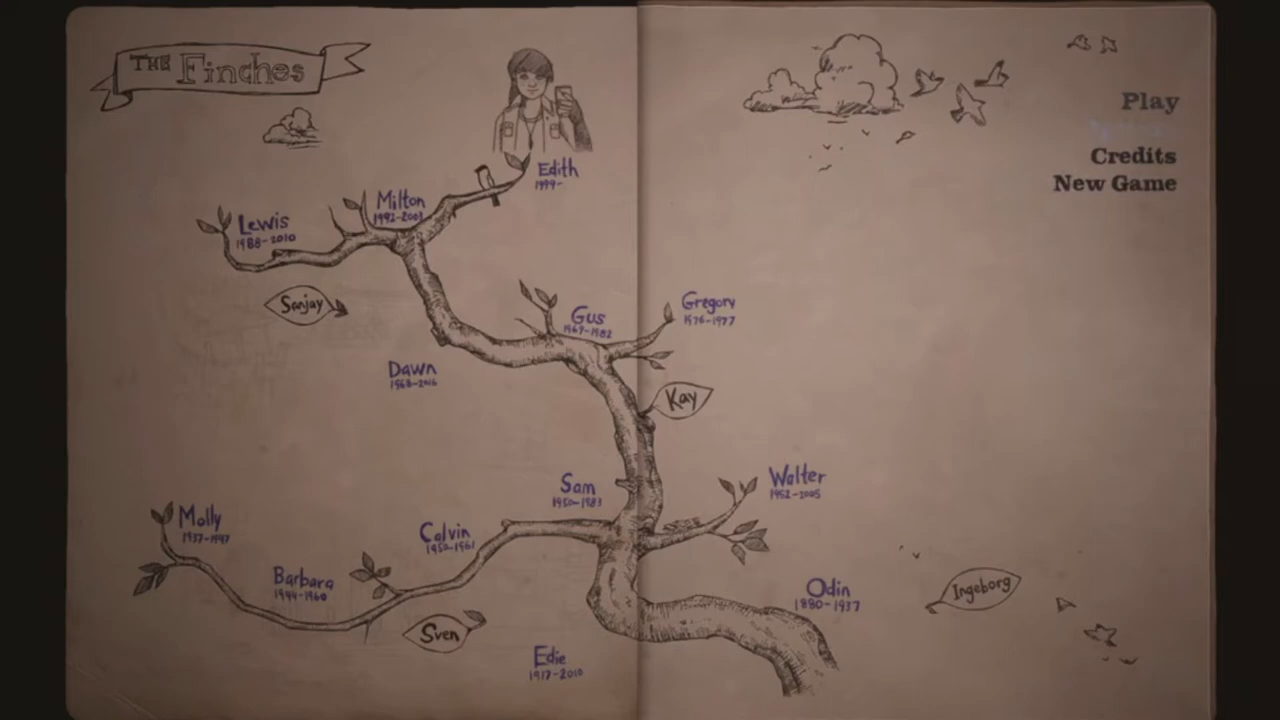 THE Finches
Play
Credits
New Game
Edith
1999-
Milton
1992-2003
Lewis
1988-2010
Sanjay
Gus
1969-1982
Gregory
1976-1977
Dawn
1968-2016
Kay
Sam
1950-1983
Walter
1952-2005
Molly
1937-1947
Calvin
1950-1961
Barbara
1944-1960
Odin
1880-1937
Ingeborg
Sven
Edie
1917-2010